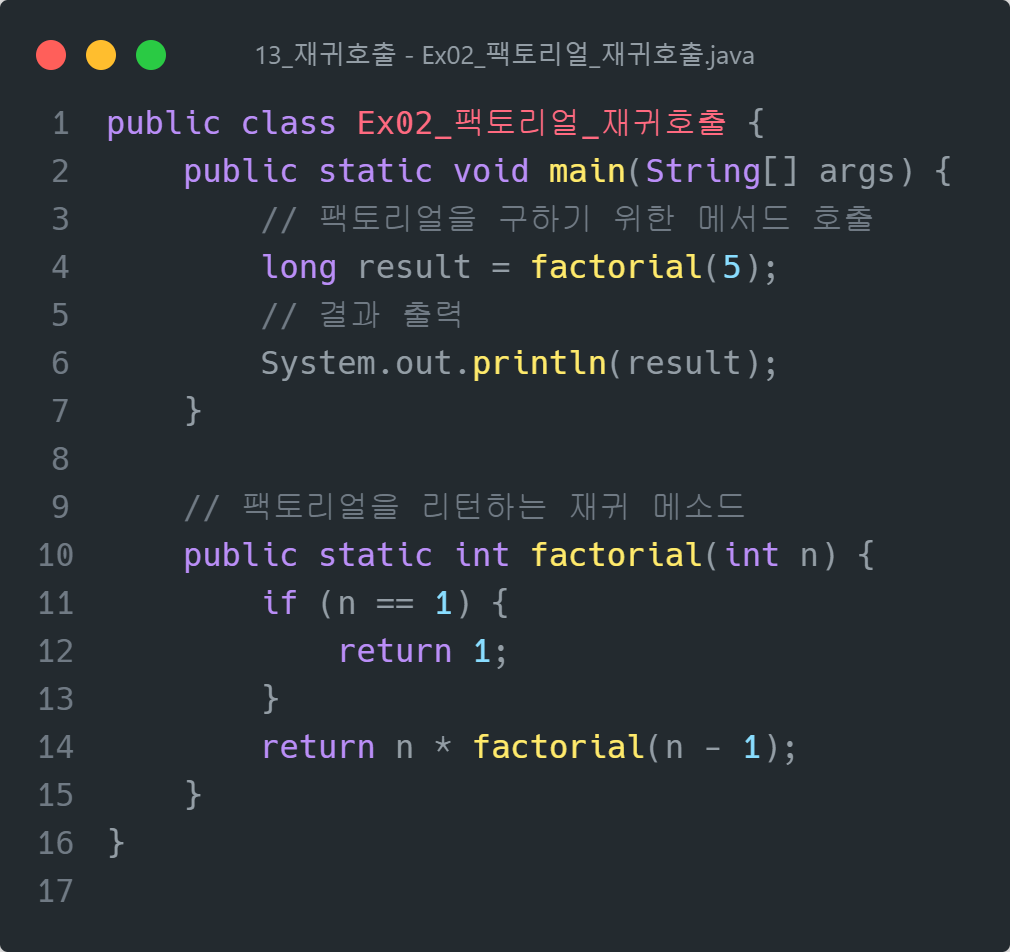 13_재귀호출 - Ex02_팩토리얼_재귀호출.java
1 public class Ex02_팩토리얼_재귀호출 {
2     public static void main(String[] args) {
3         // 팩토리얼을 구하기 위한 메서드 호출
4         long result = factorial(5);
5         // 결과 출력
6         System.out.println(result);
7     }
8
9     // 팩토리얼을 리턴하는 재귀 메소드
10     public static int factorial(int n) {
11         if (n == 1) {
12             return 1;
13         }
14         return n * factorial(n - 1);
15     }
16 }
17